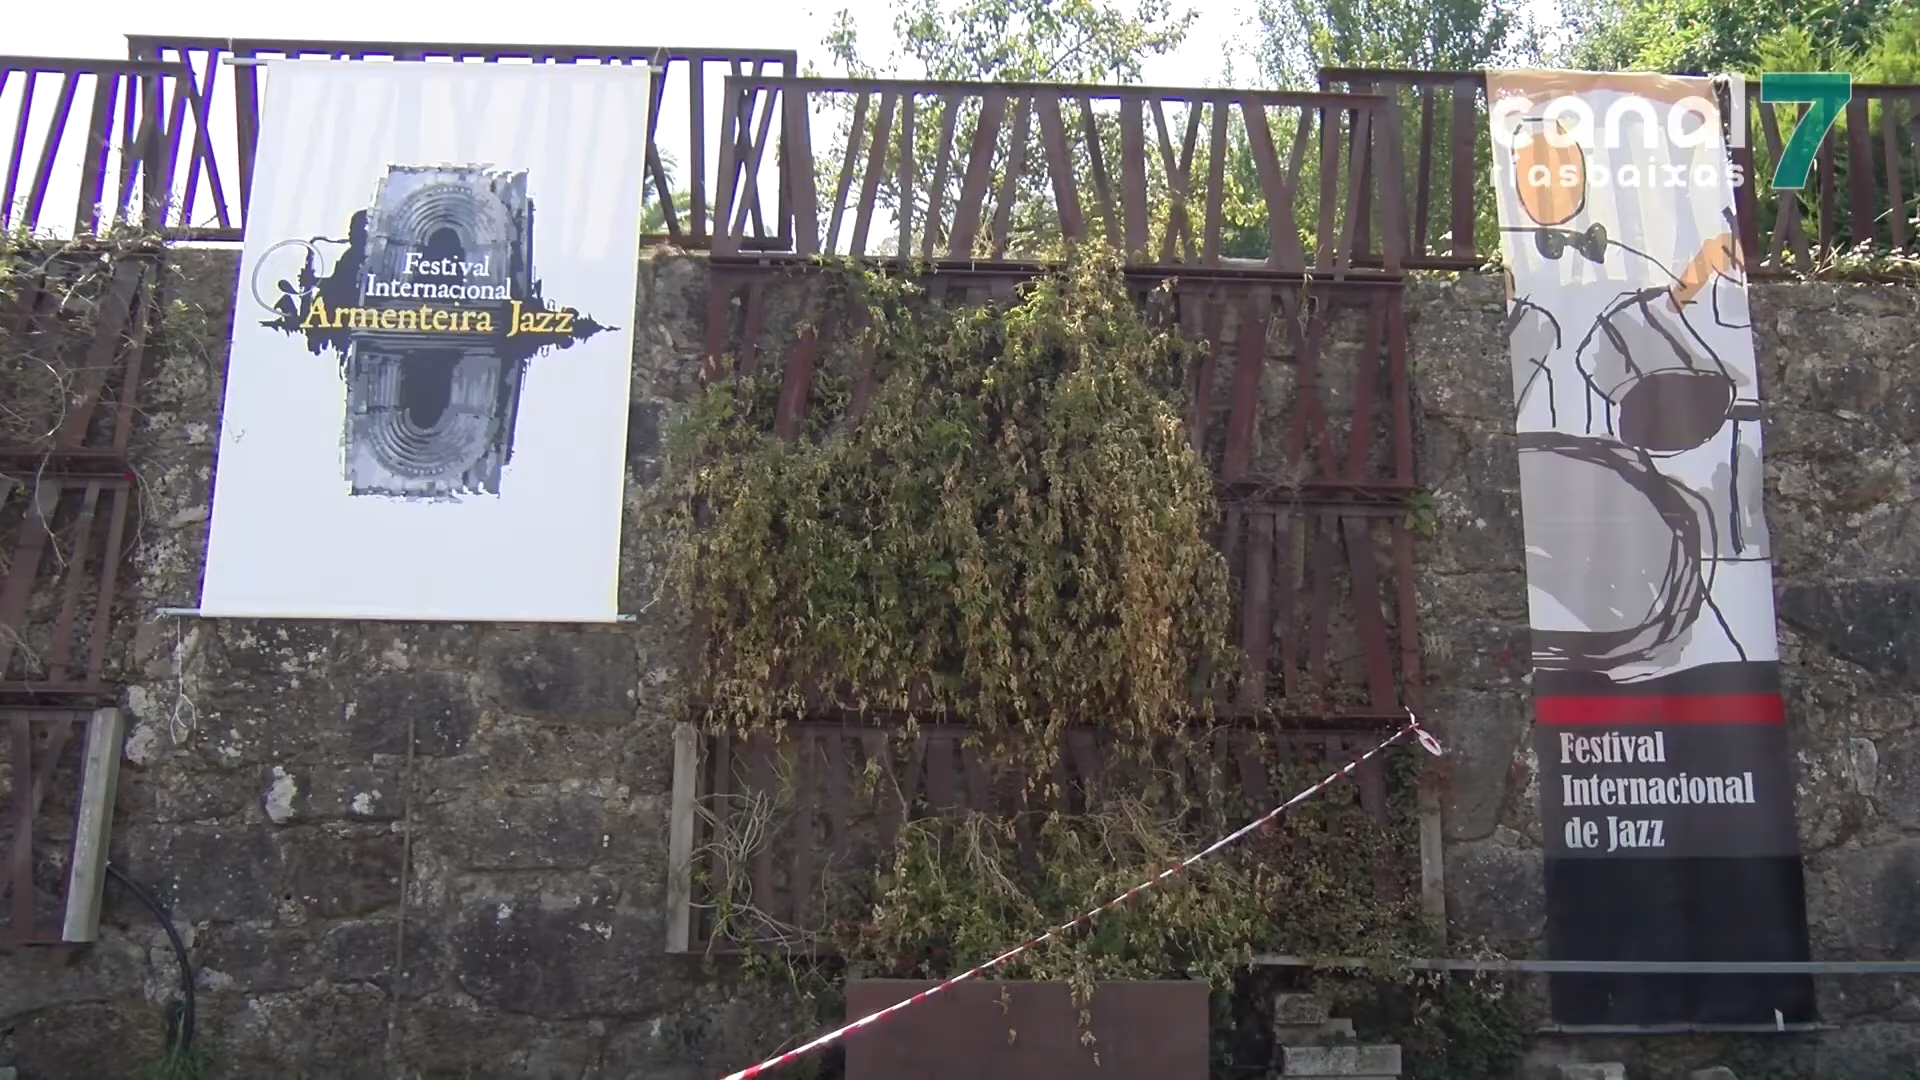 Festival
Internacional
Armenteira Jazz
canal 7
riasbaixas
Festival
Internacional
de Jazz